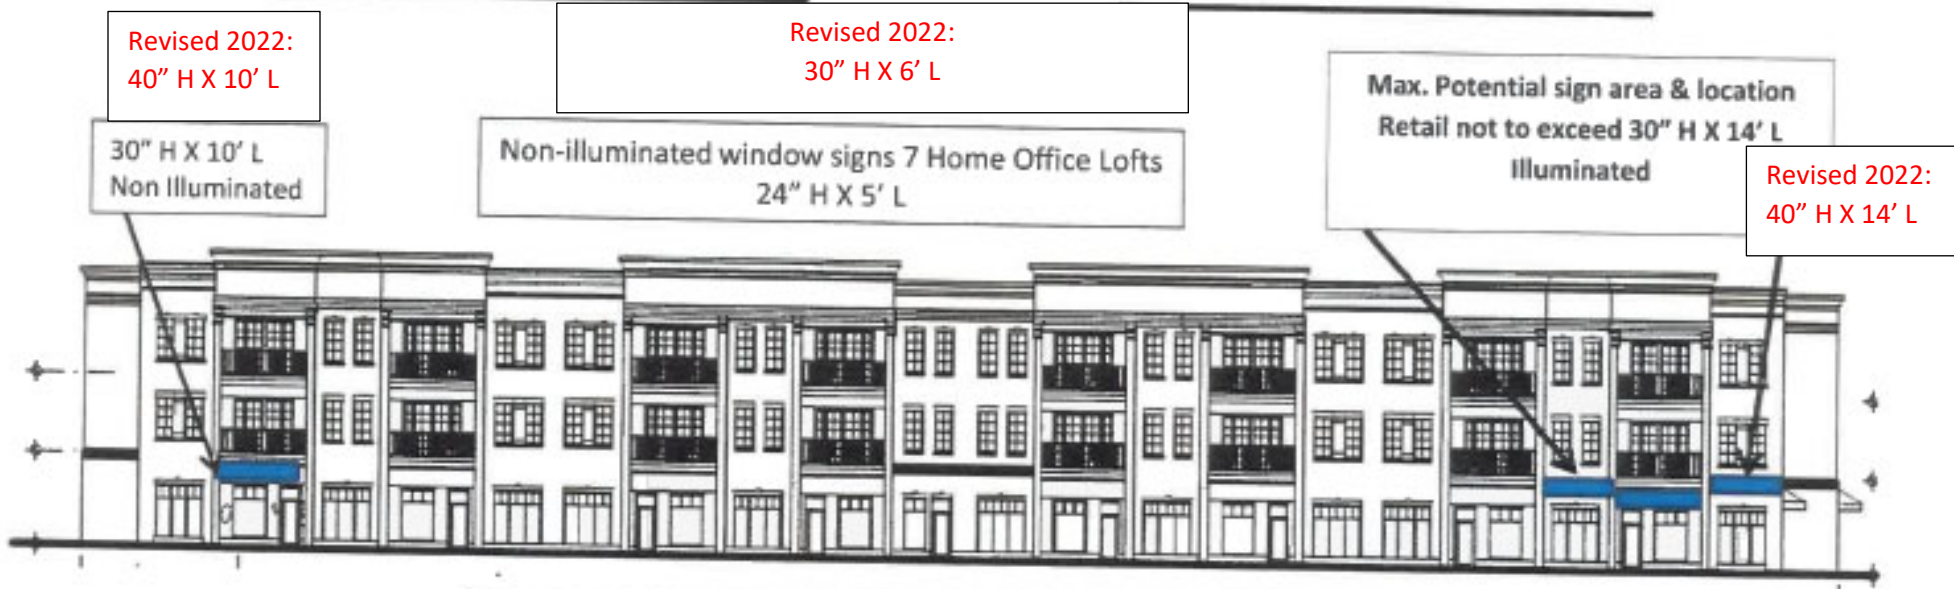 Revised 2022:
40” H X 10’ L
30” H X 10’ L
Non Illuminated
Revised 2022:
30” H X 6’ L
Non-illuminated window signs 7 Home Office Lofts
24” H X 5’ L
Max. Potential sign area & location
Retail not to exceed 30” H X 14’ L
Illuminated
Revised 2022:
40” H X 14’ L